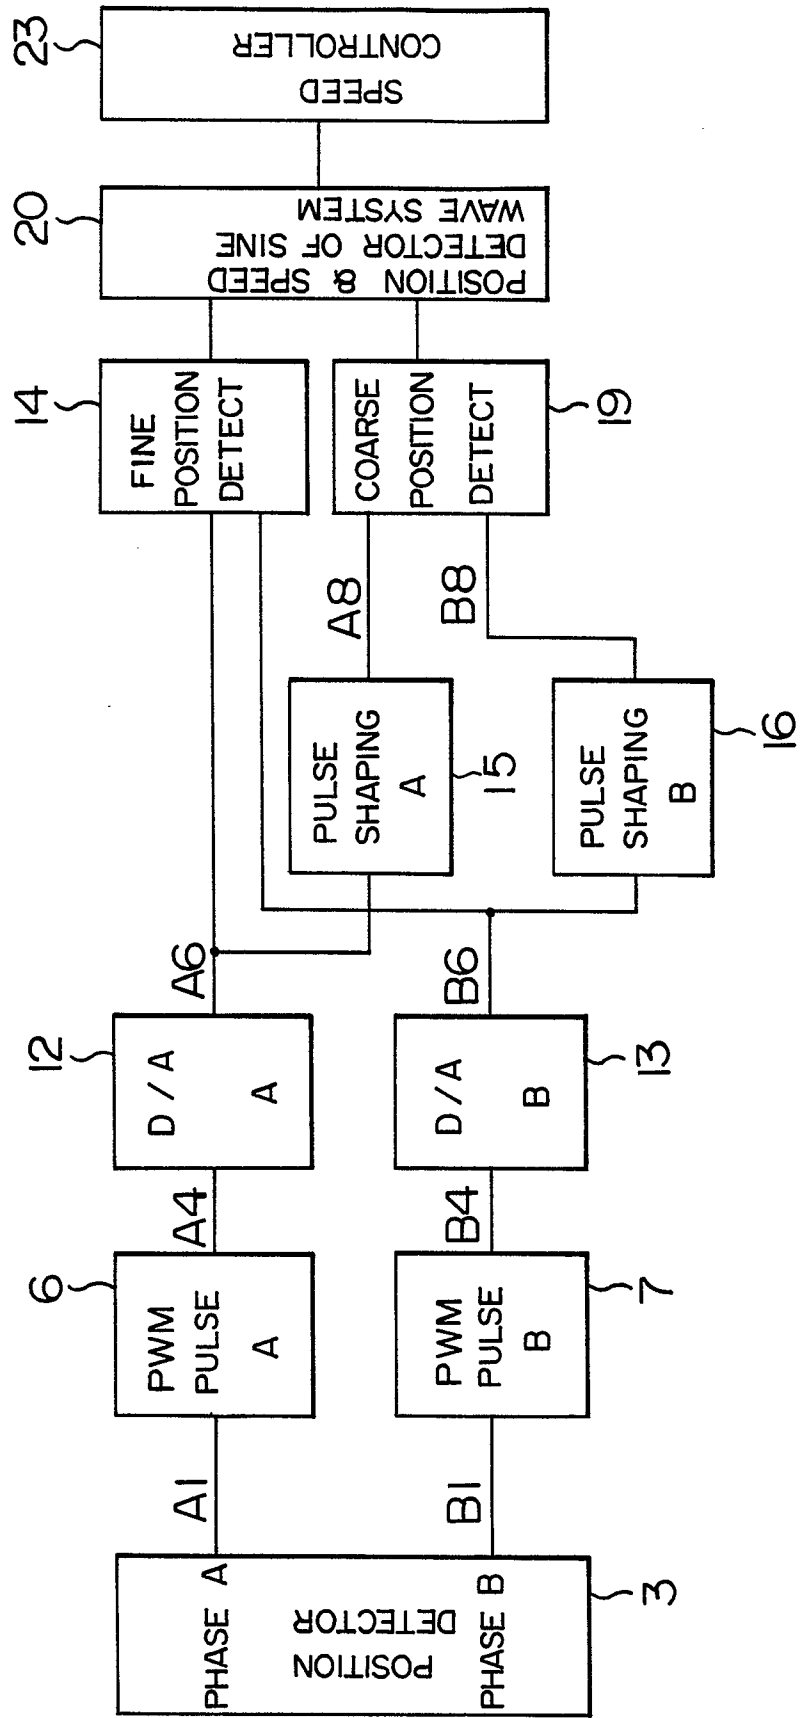 3
PHASE A
POSITION
DETECTOR
PHASE B
A1
B1
6
PWM
PULSE
A
7
PWM
PULSE
B
A4
B4
12
D/A
A
13
D/A
B
A6
B6
15
PULSE
SHAPING
A
16
PULSE
SHAPING
B
A8
B8
14
FINE
POSITION
DETECT
19
COARSE
POSITION
DETECT
20
POSITION & SPEED
DETECTOR OF SINE
WAVE SYSTEM
23
SPEED
CONTROLLER